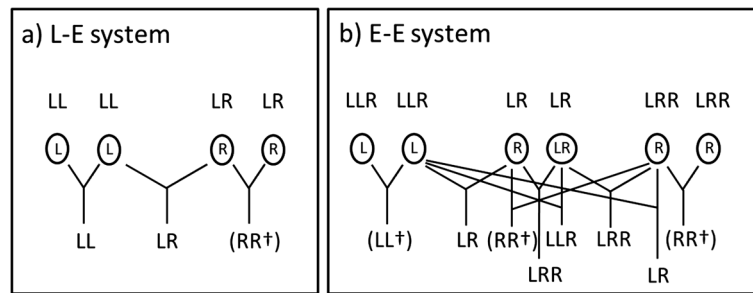 a) L-E system
LL LL LR LR
L L R R
LL LR (RR†)
b) E-E system
LLR LLR LR LR LRR LRR
L L R LR R R
(LL†) LR (RR†) LLR LRR (RR†)
LRR LR